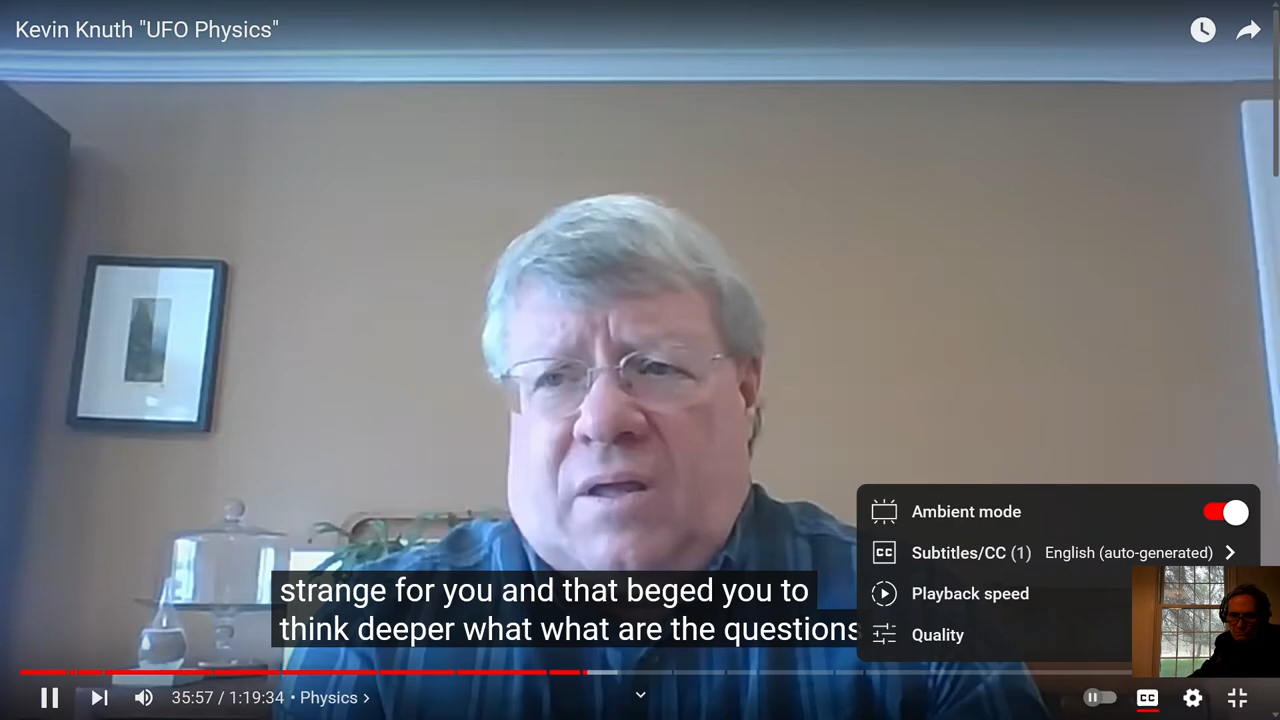 Kevin Knuth "UFO Physics"
Ambient mode
Subtitles/CC (1) English (auto-generated)
Playback speed
Quality
strange for you and that beged you to
think deeper what what are the questions
35:57 / 1:19:34 • Physics
CC